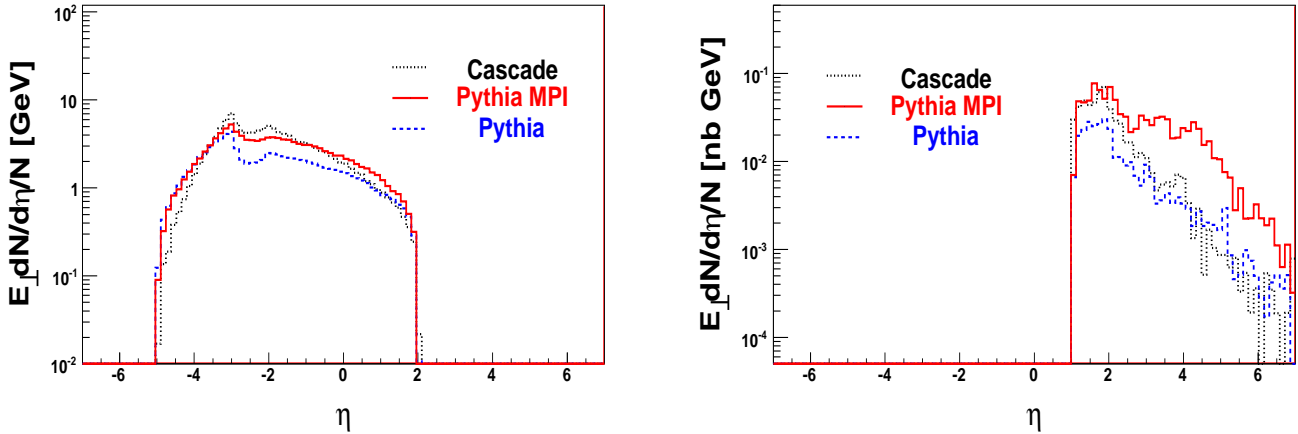 E⊥dN/dη/N [GeV]
10²
10
1
10⁻¹
10⁻²
Cascade
Pythia MPI
Pythia
-6 -4 -2 0 2 4 6
η
E⊥dN/dη/N [nb GeV]
10⁻¹
10⁻²
10⁻³
10⁻⁴
Cascade
Pythia MPI
Pythia
-6 -4 -2 0 2 4 6
η